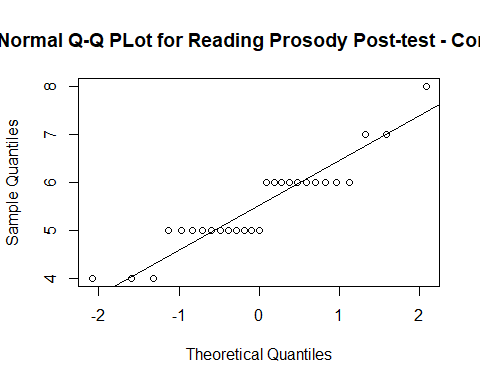 Normal Q-Q PLot for Reading Prosody Post-test - Con
8
7
6
5
4
Sample Quantiles
-2 -1 0 1 2
Theoretical Quantiles